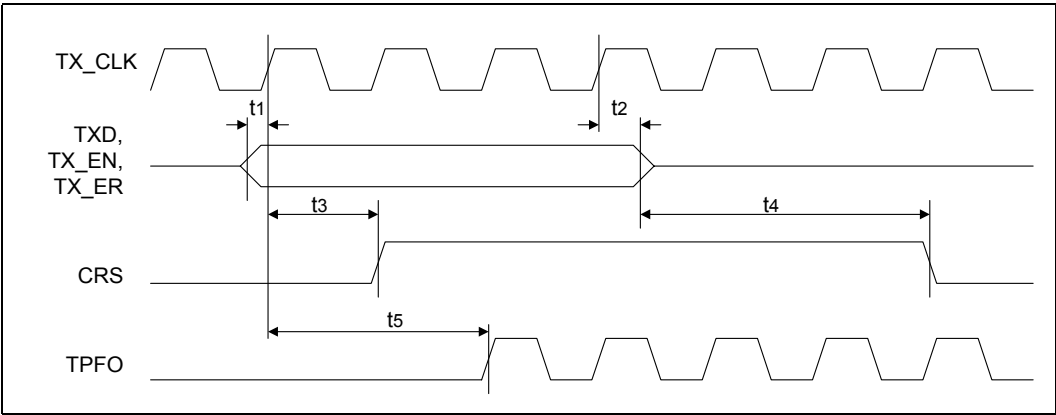 TX_CLK
t1
t2
TXD,
TX_EN,
TX_ER
t3
t4
CRS
t5
TPFO